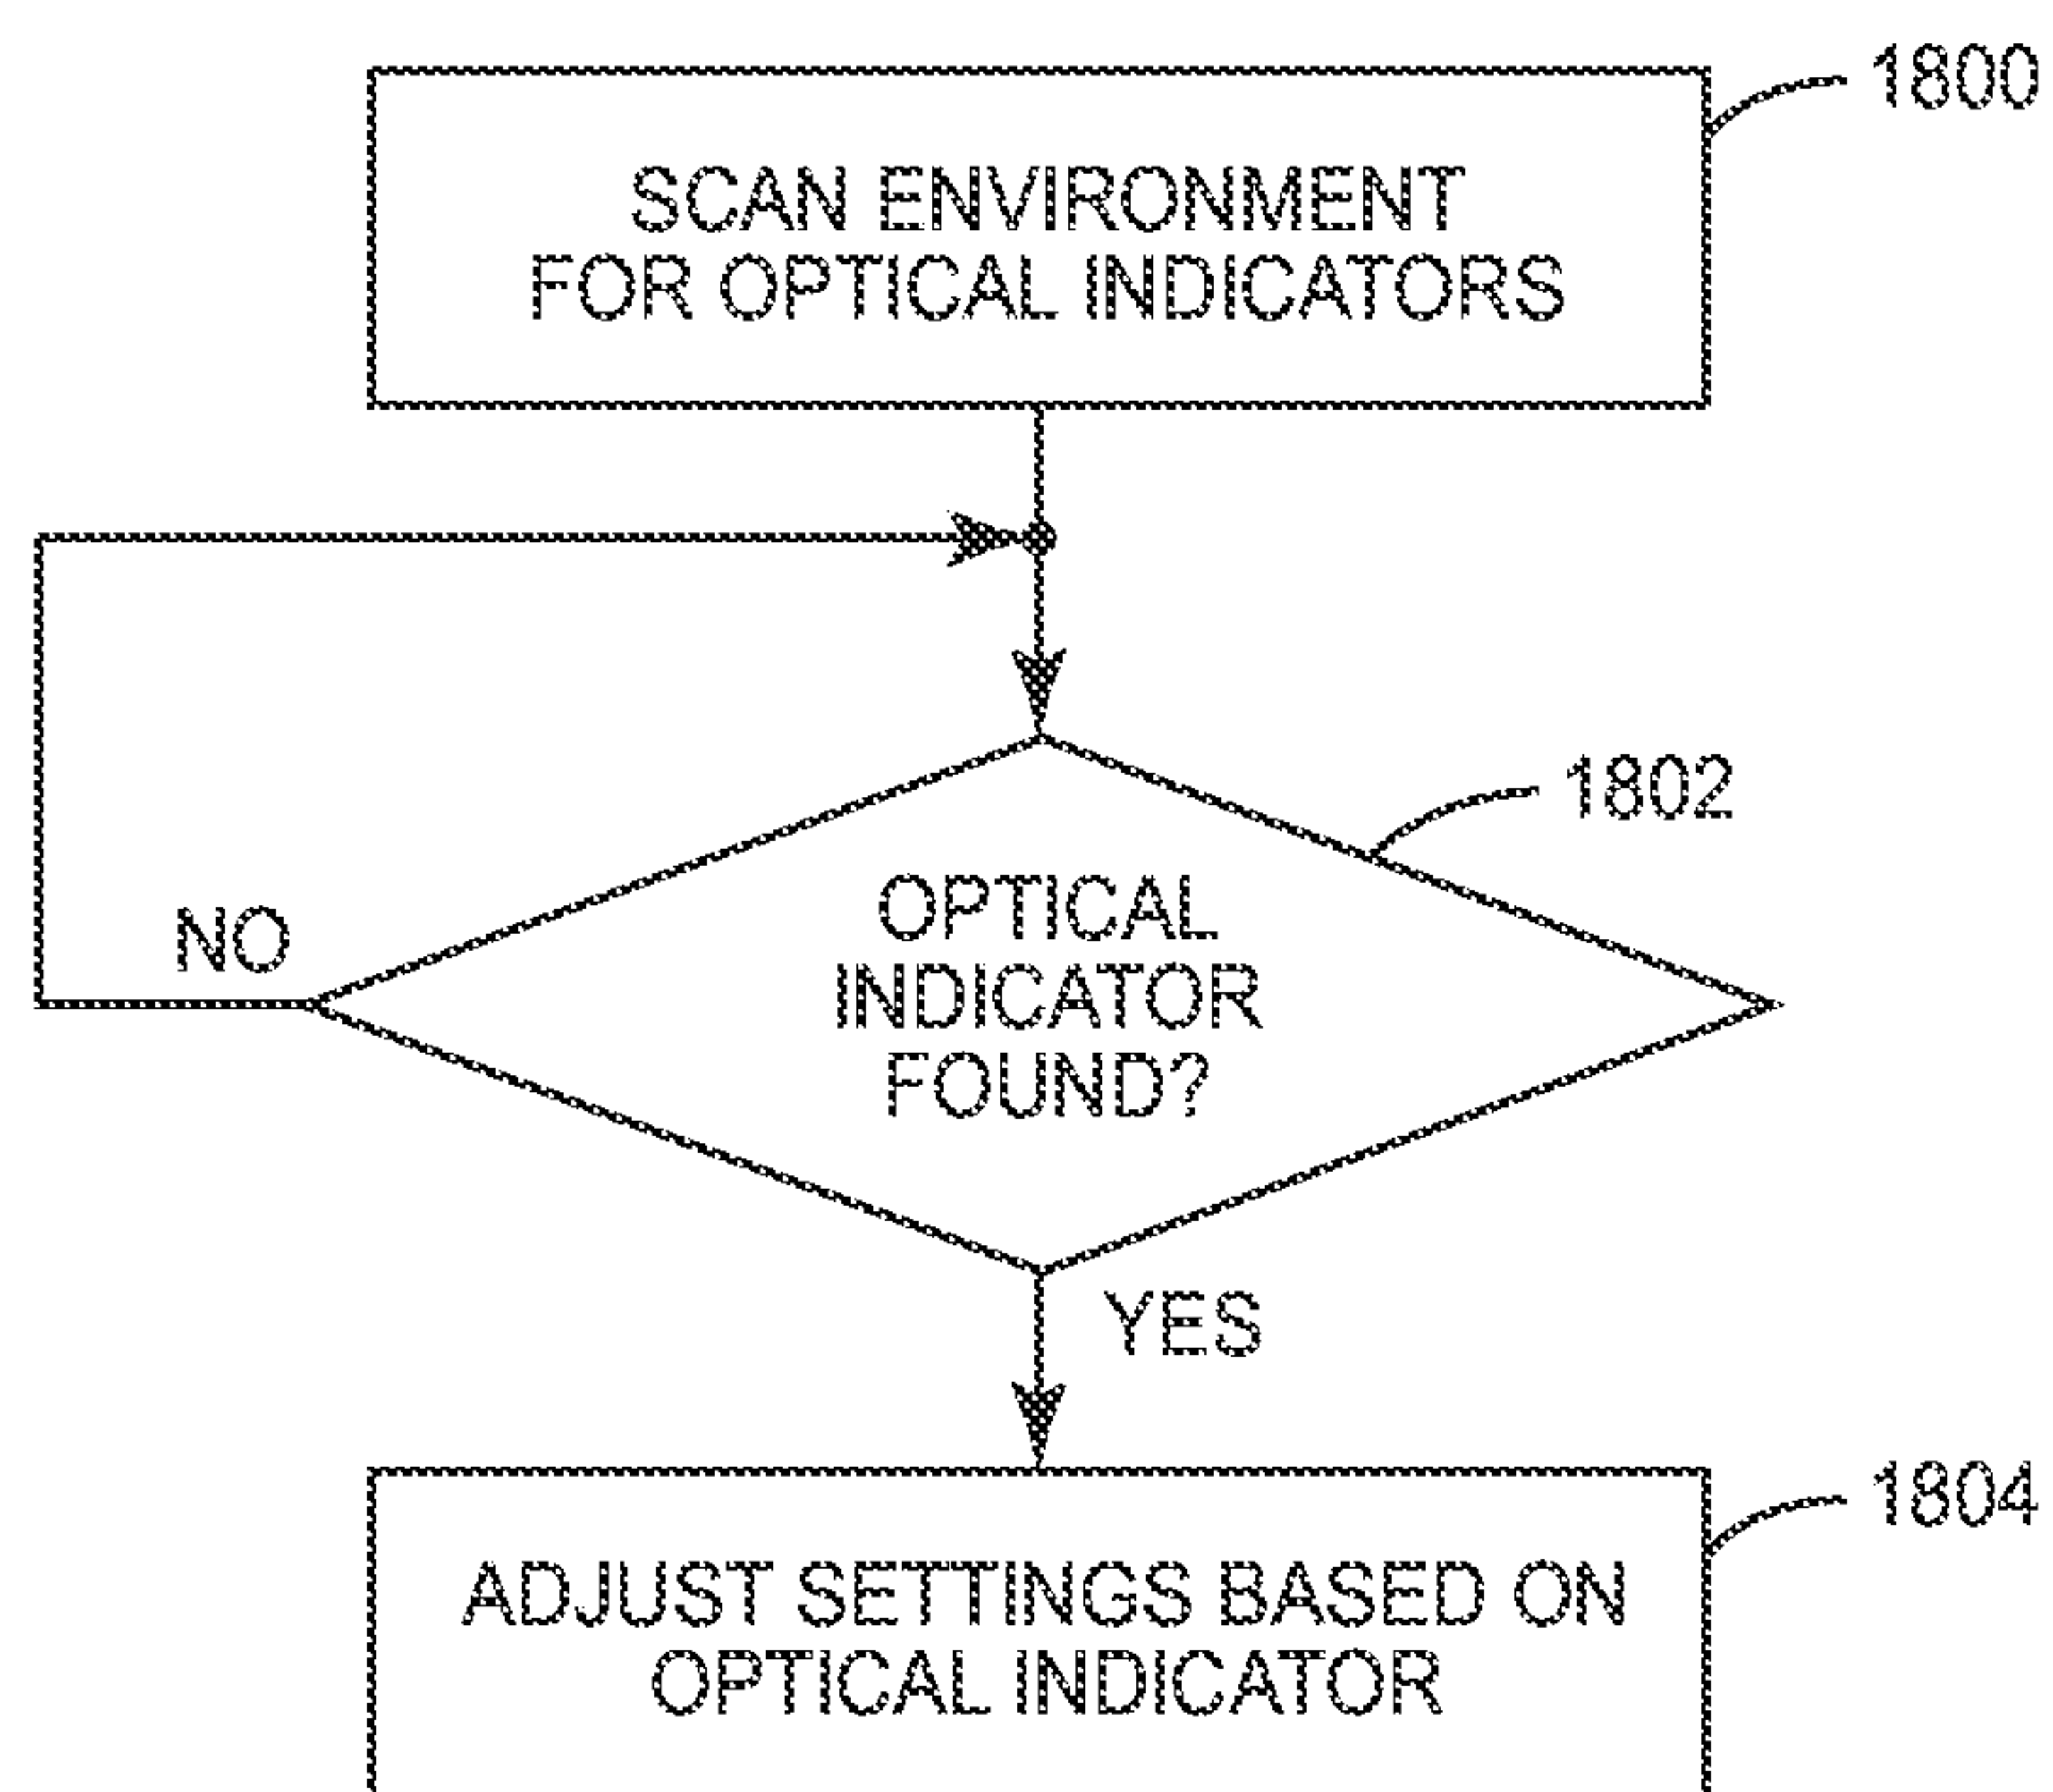 1800
SCAN ENVIRONMENT
FOR OPTICAL INDICATORS
1802
OPTICAL
INDICATOR
FOUND?
NO
YES
1804
ADJUST SETTINGS BASED ON
OPTICAL INDICATOR